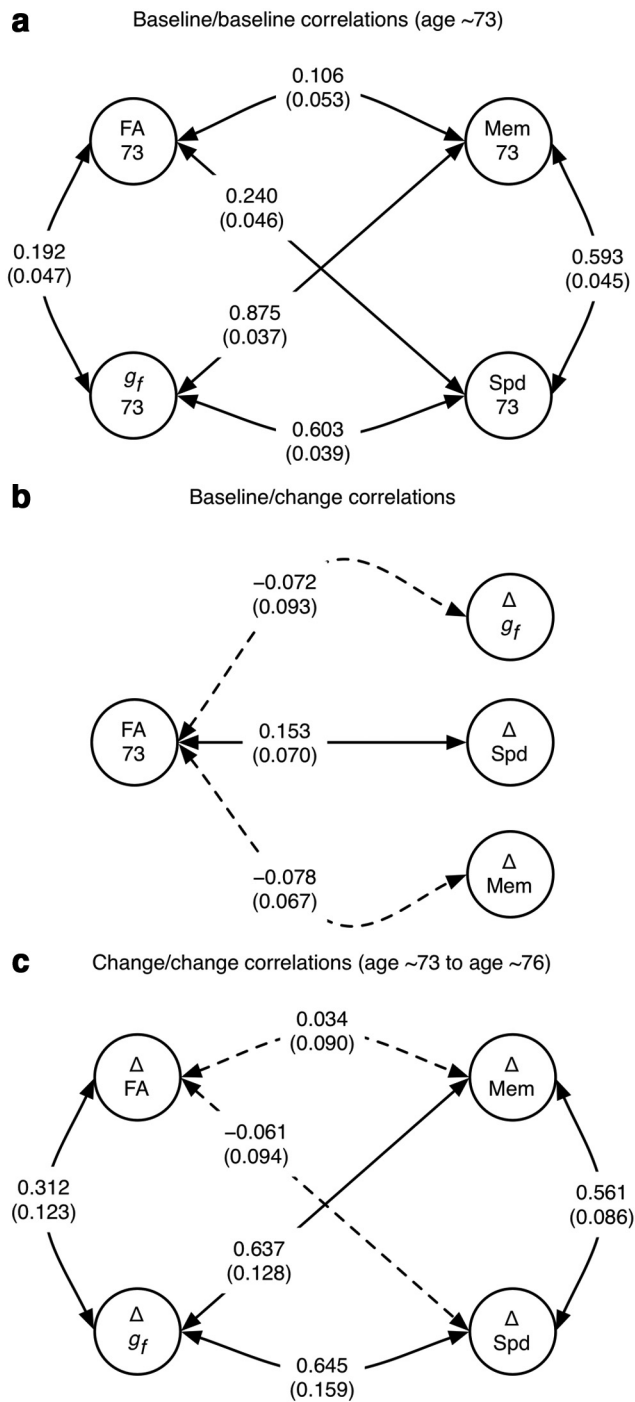 a
Baseline/baseline correlations (age ~73)
0.106
(0.053)
FA
73
Mem
73
0.240
(0.046)
0.192
(0.047)
0.593
(0.045)
0.875
(0.037)
gf
73
Spd
73
0.603
(0.039)
b
Baseline/change correlations
−0.072
(0.093)
Δ
gf
FA
73
0.153
(0.070)
Δ
Spd
−0.078
(0.067)
Δ
Mem
c
Change/change correlations (age ~73 to age ~76)
0.034
(0.090)
Δ
FA
Δ
Mem
−0.061
(0.094)
0.312
(0.123)
0.561
(0.086)
0.637
(0.128)
Δ
gf
Δ
Spd
0.645
(0.159)